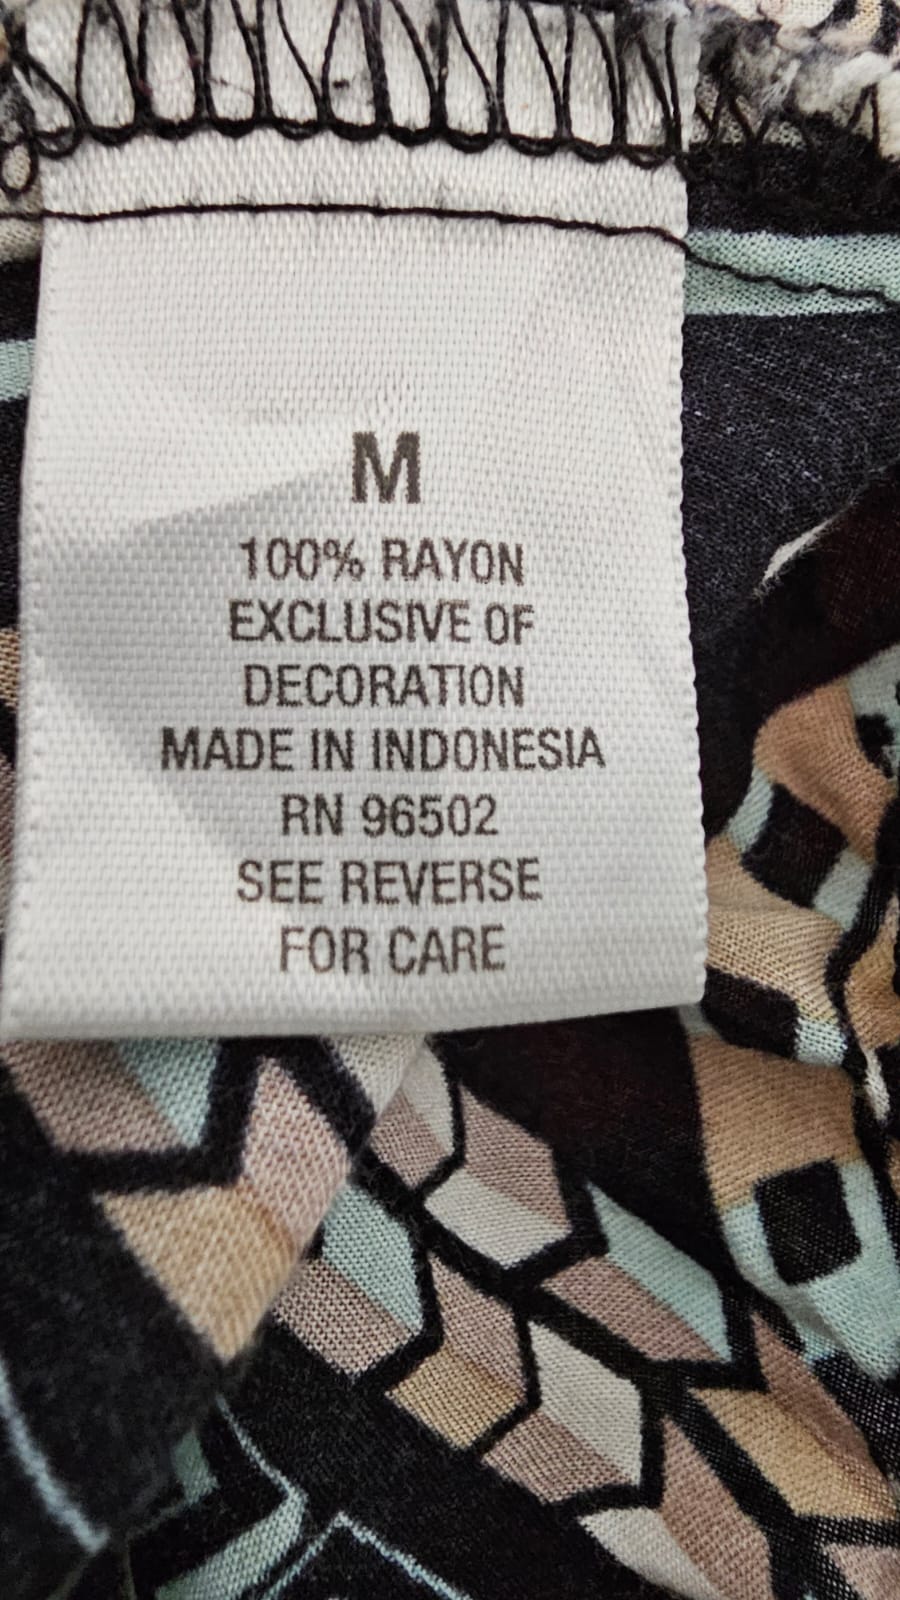 M
100% RAYON
EXCLUSIVE OF
DECORATION
MADE IN INDONESIA
RN 96502
SEE REVERSE
FOR CARE